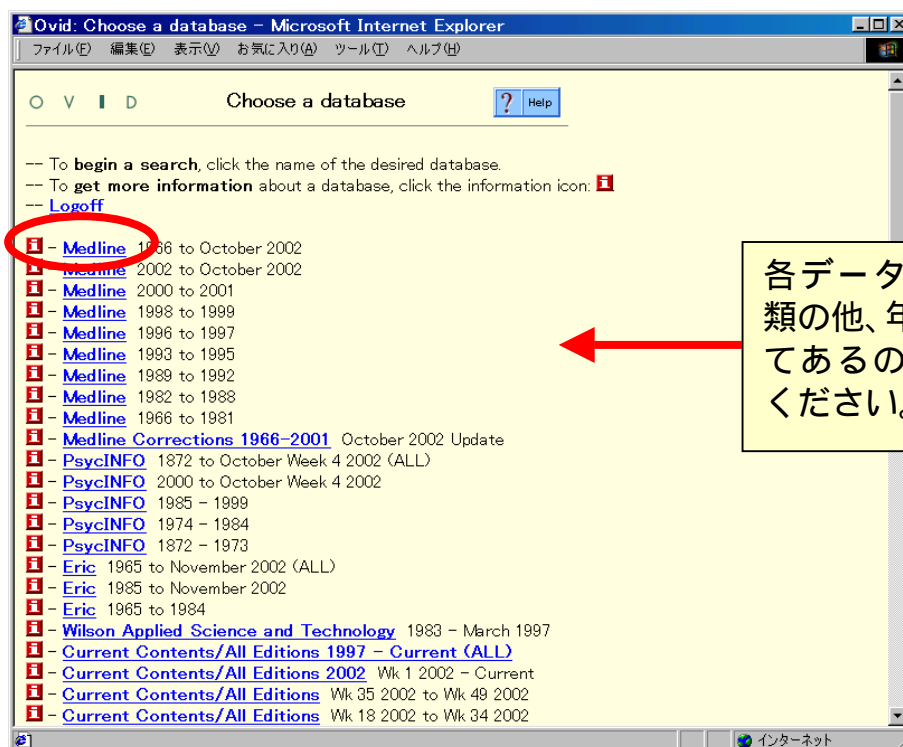 Ovid: Choose a database - Microsoft Internet Explorer
ファイル(F) 編集(E) 表示(V) お気に入り(A) ツール(T) ヘルプ(H)
O V I D Choose a database ? Help
-- To begin a search, click the name of the desired database.
-- To get more information about a database, click the information icon: i
-- Logoff
i - Medline 1966 to October 2002
i - Medline 2002 to October 2002
i - Medline 2000 to 2001
i - Medline 1998 to 1999
i - Medline 1996 to 1997
i - Medline 1993 to 1995
i - Medline 1989 to 1992
i - Medline 1982 to 1988
i - Medline 1966 to 1981
i - Medline Corrections 1966-2001 October 2002 Update
i - PsycINFO 1872 to October Week 4 2002 (ALL)
i - PsycINFO 2000 to October Week 4 2002
i - PsycINFO 1985 - 1999
i - PsycINFO 1974 - 1984
i - PsycINFO 1872 - 1973
i - Eric 1965 to November 2002 (ALL)
i - Eric 1985 to November 2002
i - Eric 1965 to 1984
i - Wilson Applied Science and Technology 1983 - March 1997
i - Current Contents/All Editions 1997 - Current (ALL)
i - Current Contents/All Editions 2002 Wk 1 2002 - Current
i - Current Contents/All Editions Wk 35 2002 to Wk 49 2002
i - Current Contents/All Editions Wk 18 2002 to Wk 34 2002
各データ
類の他、年
てあるの
ください。
インターネット